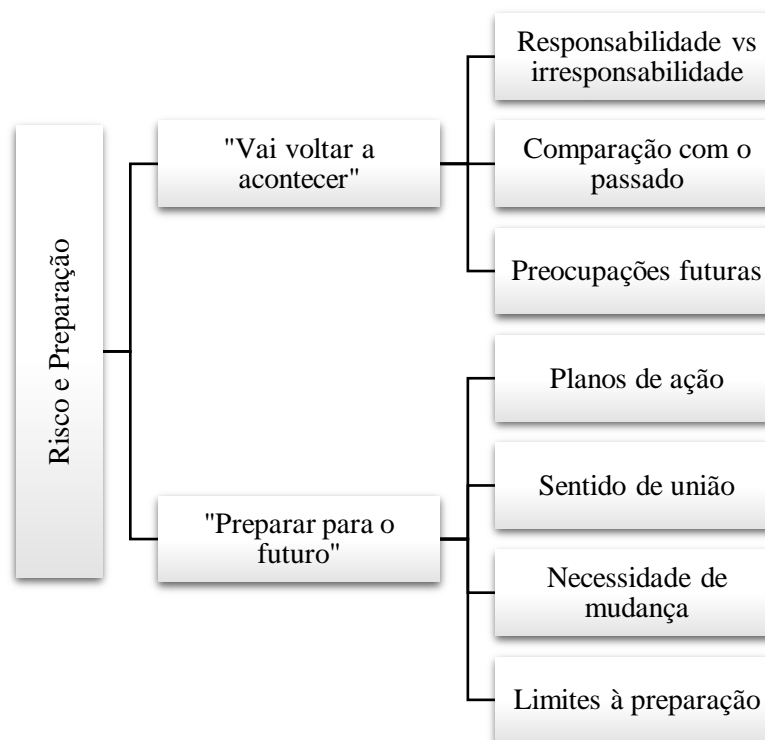 Risco e Preparação
"Vai voltar a
acontecer"
Responsabilidade vs
irresponsabilidade
Comparação com o
passado
Preocupações futuras
"Preparar para o
futuro"
Planos de ação
Sentido de união
Necessidade de
mudança
Limites à preparação